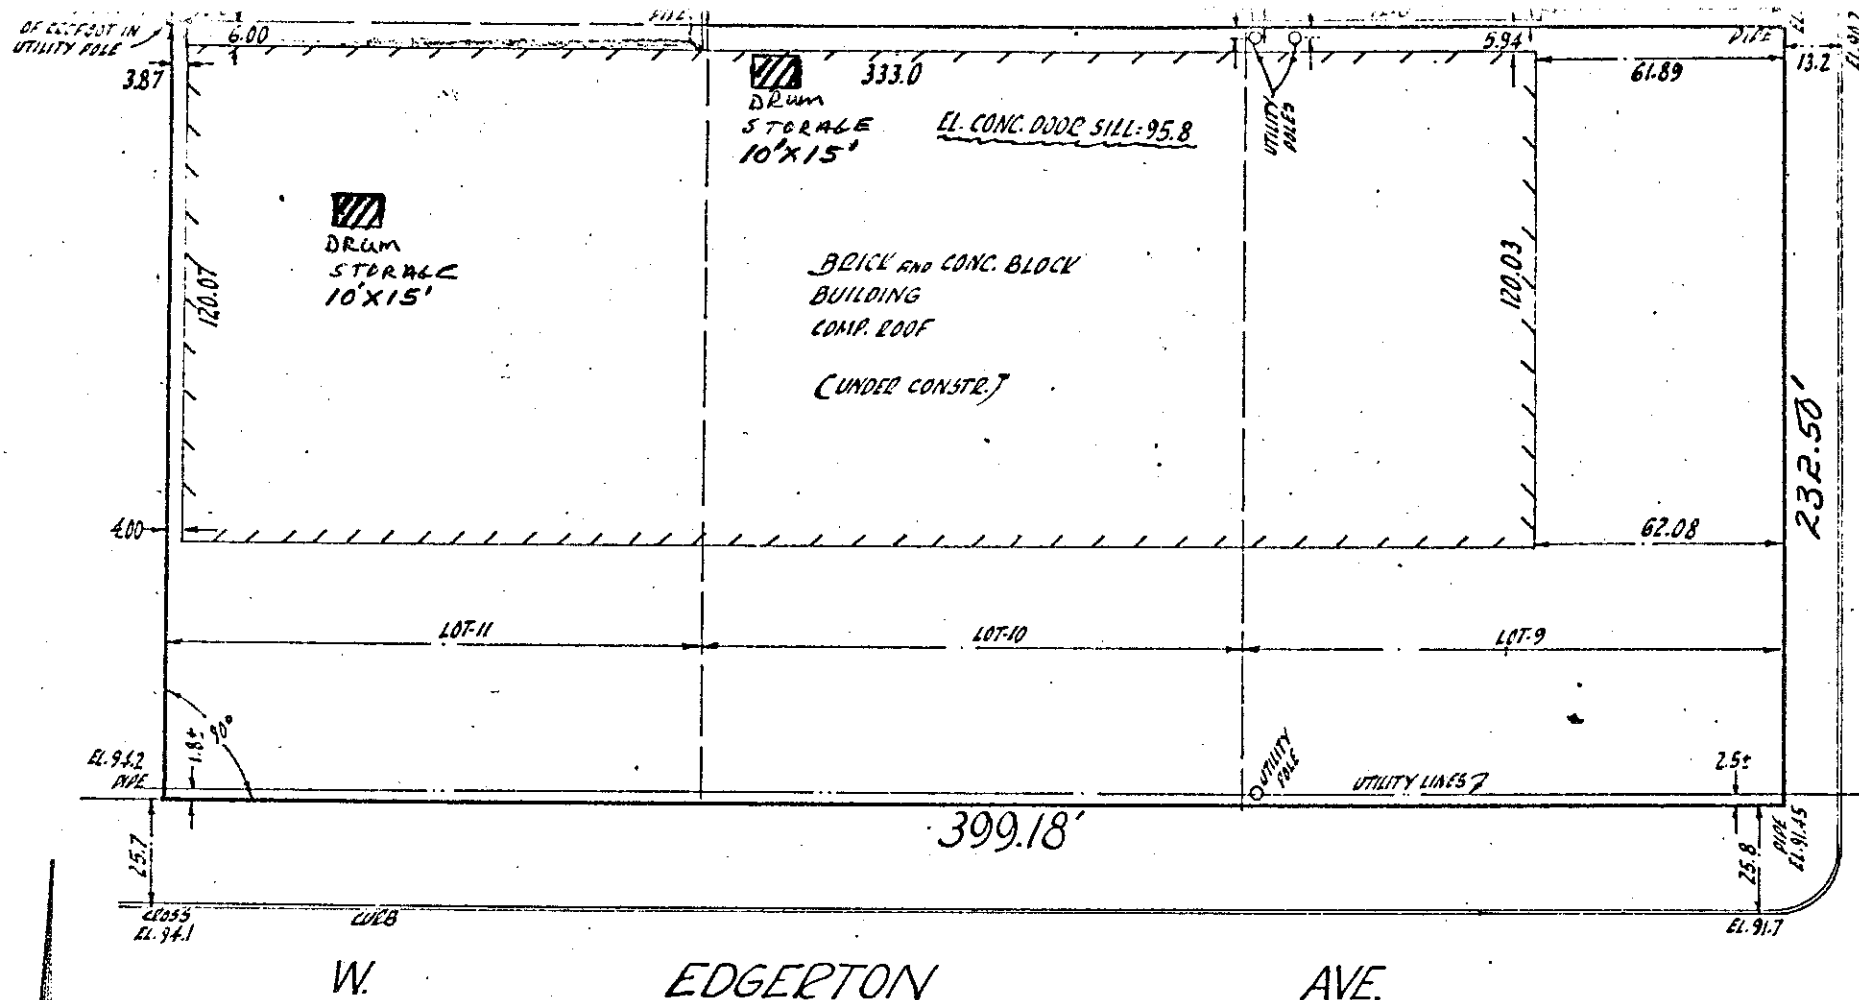 UTILITY POLE
6.00
3.87
DRUM
STORAGE
10'X15'
333.0
EL. CONC. DOOR SILL: 95.8
UTILITY
POLES
5.94
61.89
PIPE
13.2
DRUM
STORAGE
10'X15'
120.07
BRICK AND CONC. BLOCK
BUILDING
COMP. ROOF
(UNDER CONSTR.)
120.03
232.50'
4.00
62.08
LOT-11
LOT-10
LOT-9
90°
1.8±
EL. 94.2
PIPE
UTILITY
POLE
UTILITY LINES
2.5±
399.18'
25.7
25.8
PIPE
EL. 91.45
CROSS
EL. 94.1
CURB
EL. 91.7
W. EDGERTON AVE.